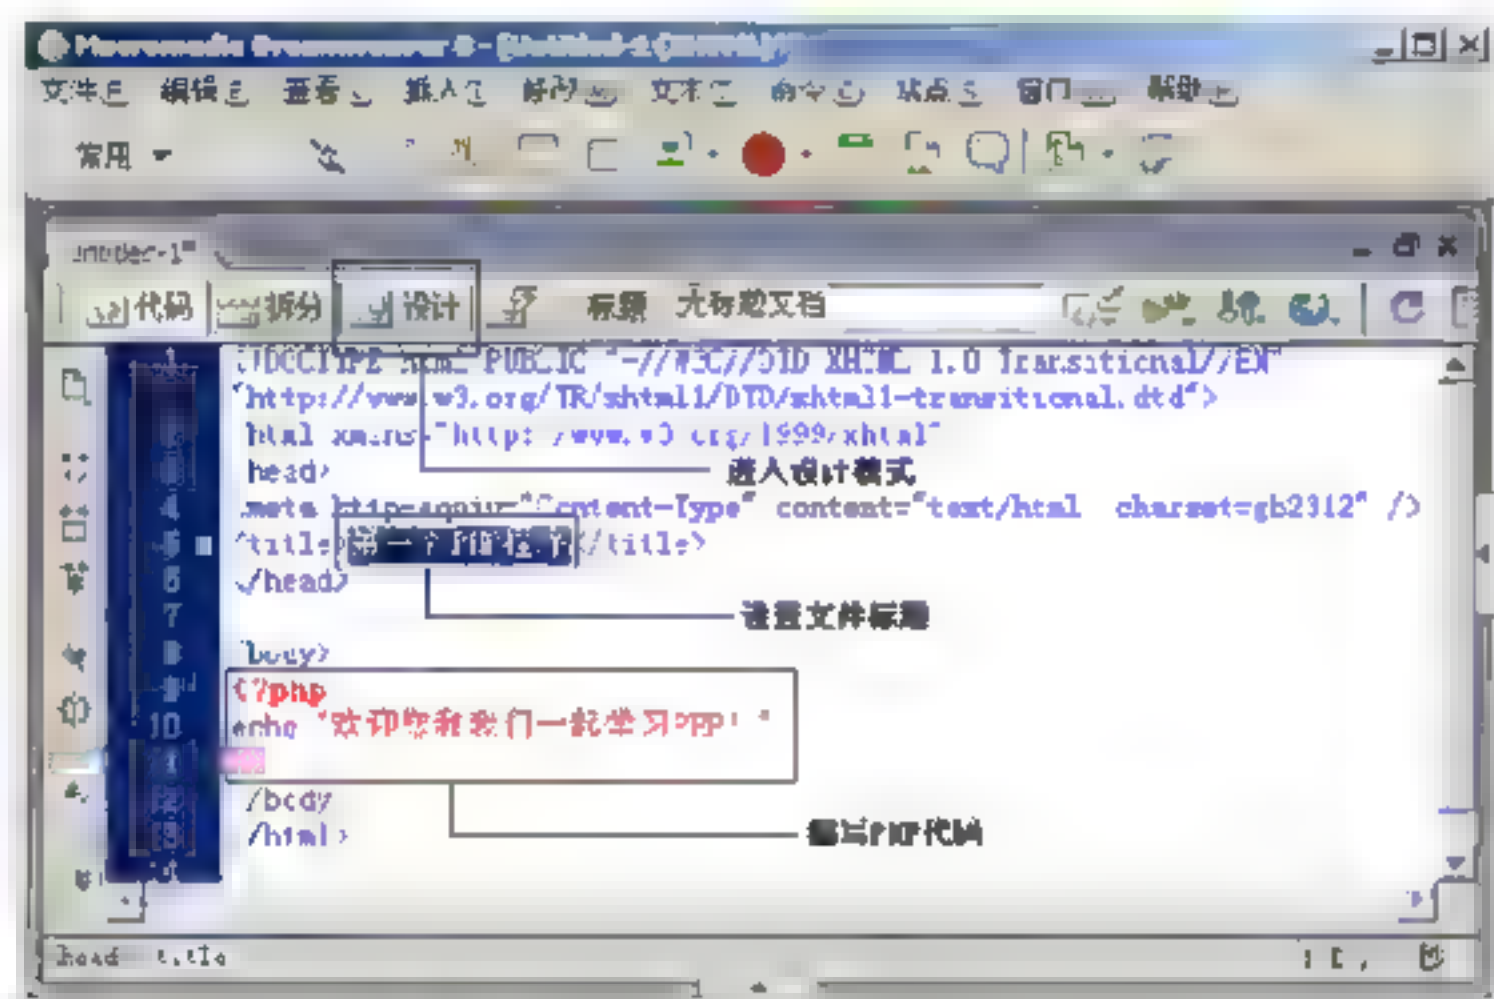 Macromedia Dreamweaver 8 - [Untitled-2 (XHTML)]
文件 编辑 查看 插入 修改 文本 命令 站点 窗口 帮助
常用
代码 拆分 设计 标题 无标题文档
<!DOCTYPE html PUBLIC "-//W3C//DTD XHTML 1.0 Transitional//EN"
"http://www.w3.org/TR/xhtml1/DTD/xhtml1-transitional.dtd">
html xmlns="http://www.w3.org/1999/xhtml"
head>
进入设计模式
meta http-equiv="Content-Type" content="text/html charset=gb2312" />
title>第一个PHP程序</title>
</head>
设置文件标题
body>
<?php
echo "欢迎您和我们一起学习PHP! "
/body
/html>
编写PHP代码
head title